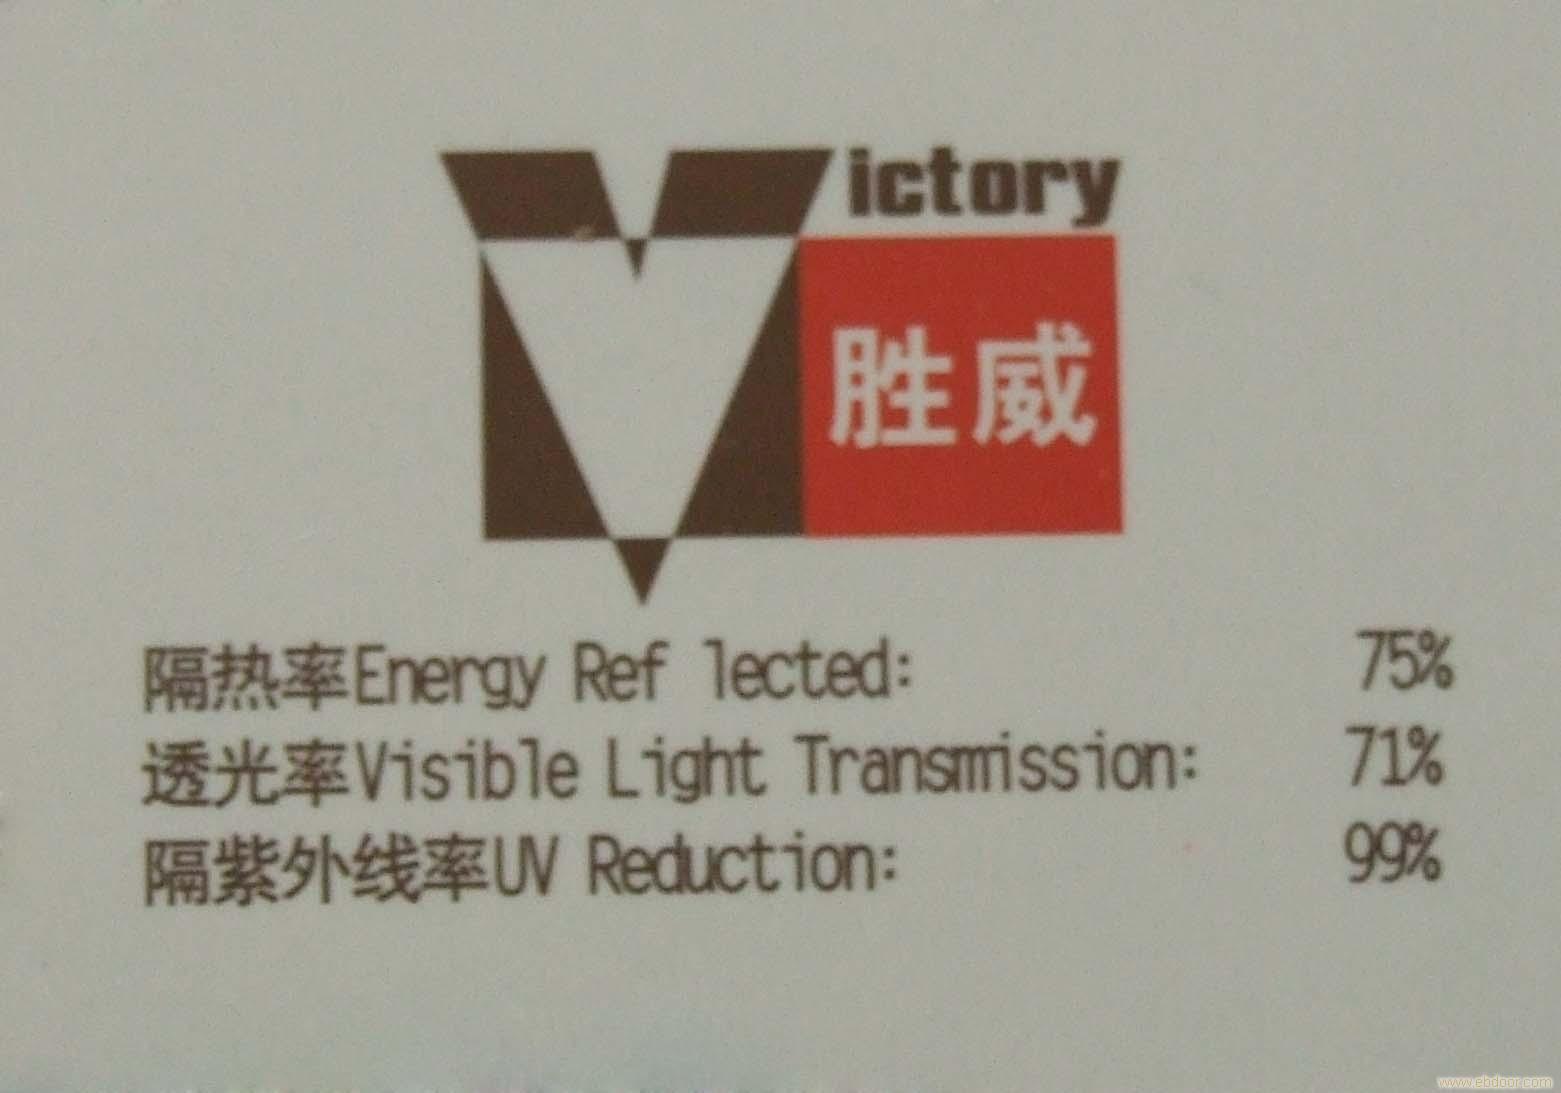 Victory
胜威
隔热率Energy Ref lected: 75%
透光率Visible Light Transmission: 71%
隔紫外线率UV Reduction: 99%
www.ebdoor.com